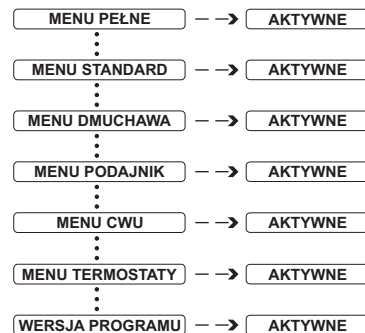 MENU PEŁNE AKTYWNE
MENU STANDARD AKTYWNE
MENU DMUCHAWA AKTYWNE
MENU PODAJNIK AKTYWNE
MENU CWU AKTYWNE
MENU TERMOSTATY AKTYWNE
WERSJA PROGRAMU AKTYWNE